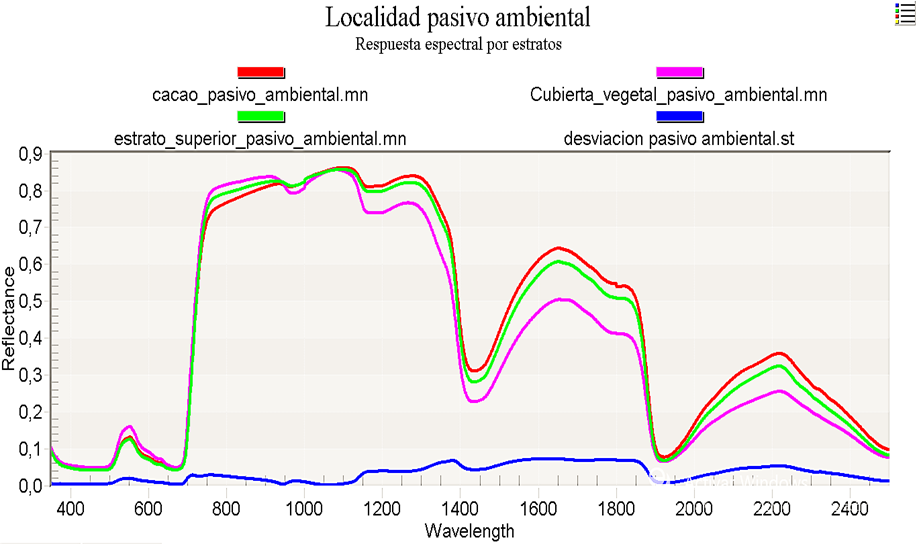 Localidad pasivo ambiental
Respuesta espectral por estratos
cacao_pasivo_ambiental.mn
Cubierta_vegetal_pasivo_ambiental.mn
estrato_superior_pasivo_ambiental.mn
desviacion pasivo ambiental.st
0,9
0,8
0,7
0,6
0,5
0,4
0,3
0,2
0,1
0,0
Reflectance
400 600 800 1000 1200 1400 1600 1800 2000 2200 2400
Wavelength